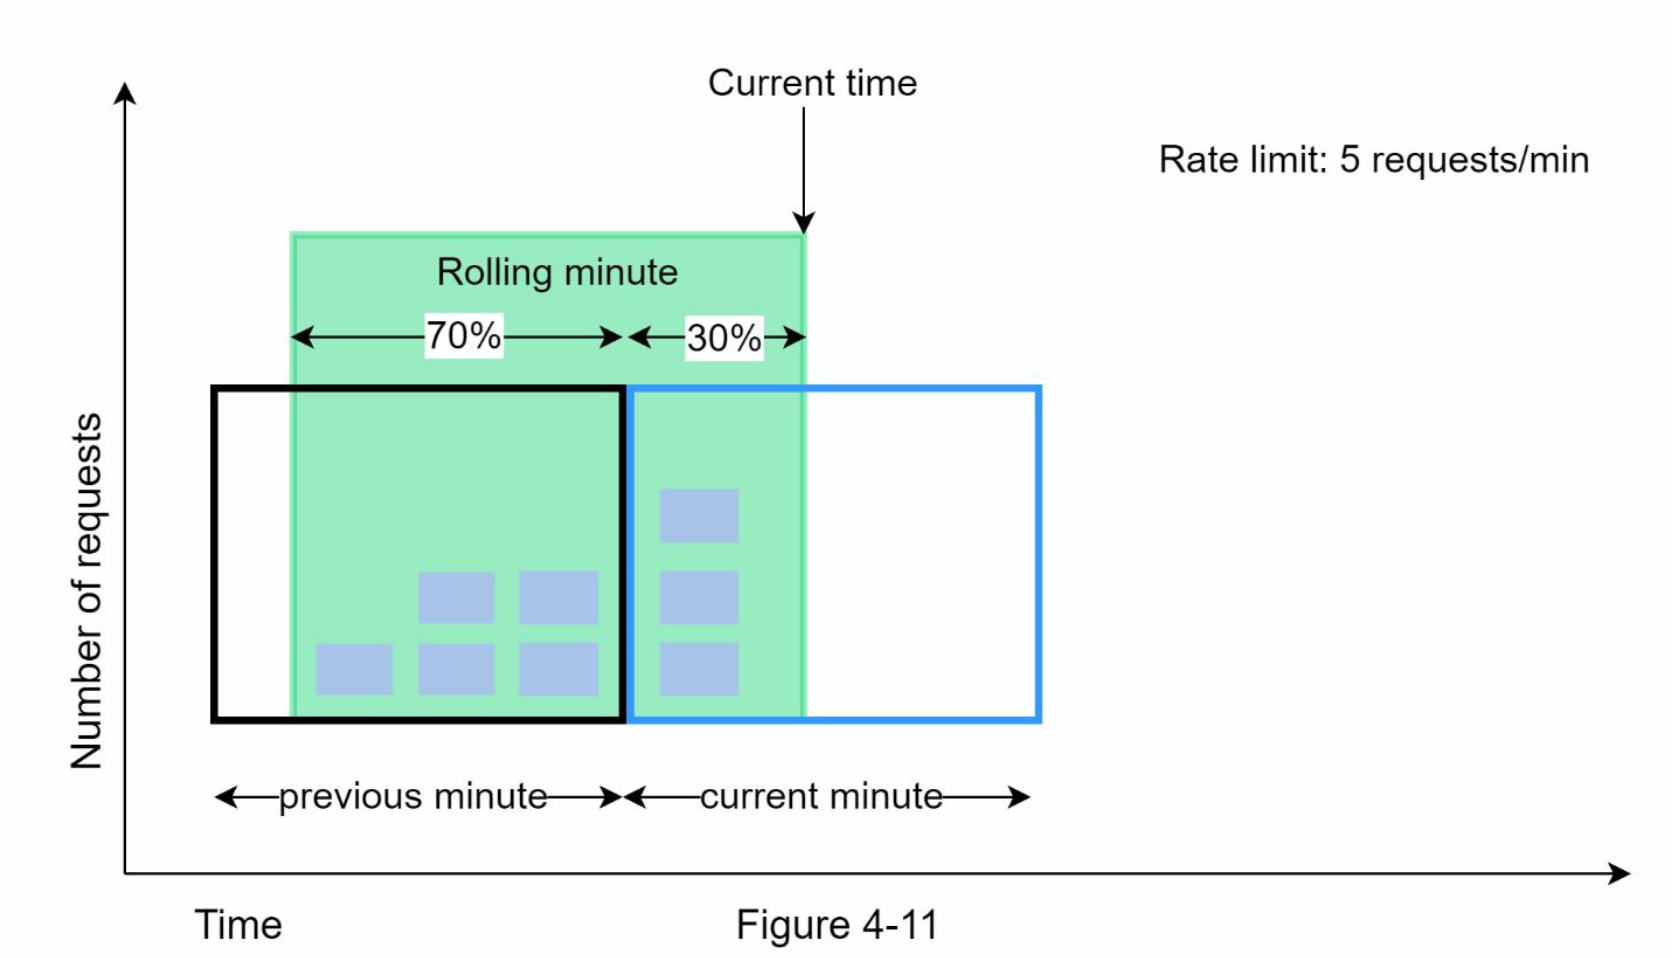 Current time
Rate limit: 5 requests/min
Rolling minute
70%
30%
Number of requests
previous minute
current minute
Time
Figure 4-11